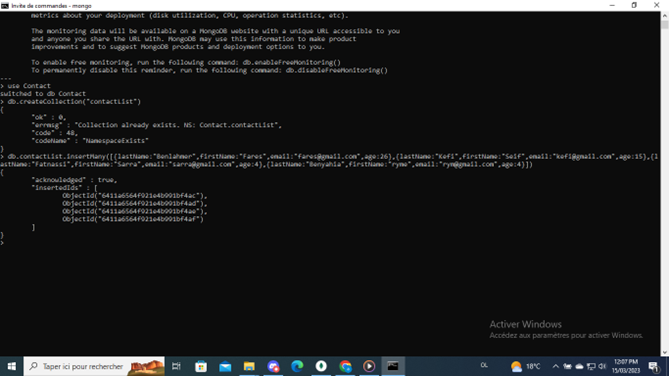 Invite de commandes - mongo
metrics about your deployment (disk utilization, CPU, operation statistics, etc).
The monitoring data will be available on a MongoDB website with a unique URL accessible to you
and anyone you share the URL with. MongoDB may use this information to make product
improvements and to suggest MongoDB products and deployment options to you.
To enable free monitoring, run the following command: db.enableFreeMonitoring()
To permanently disable this reminder, run the following command: db.disableFreeMonitoring()
---
> use Contact
switched to db Contact
> db.createCollection("contactList")
{
"ok" : 0,
"errmsg" : "Collection already exists. NS: Contact.contactList",
"code" : 48,
"codeName" : "NamespaceExists"
}
> db.contactList.insertMany([{lastName:"Benlahmer",firstName:"Fares",email:"fares@gmail.com",age:26},{lastName:"Kefi",firstName:"Seif",email:"kefi@gmail.com",age:15},{l
astName:"Fatnassi",firstName:"Sarra",email:"sarra@gmail.com",age:4},{lastName:"Benyahia",firstName:"ryme",email:"rym@gmail.com",age:4}])
{
"acknowledged" : true,
"insertedIds" : [
ObjectId("6411a6564f921e4b991bf4ac"),
ObjectId("6411a6564f921e4b991bf4ad"),
ObjectId("6411a6564f921e4b991bf4ae"),
ObjectId("6411a6564f921e4b991bf4af")
]
}
>
Activer Windows
Accédez aux paramètres pour activer Windows.
Taper ici pour rechercher
18°C
12:07 PM
15/03/2023